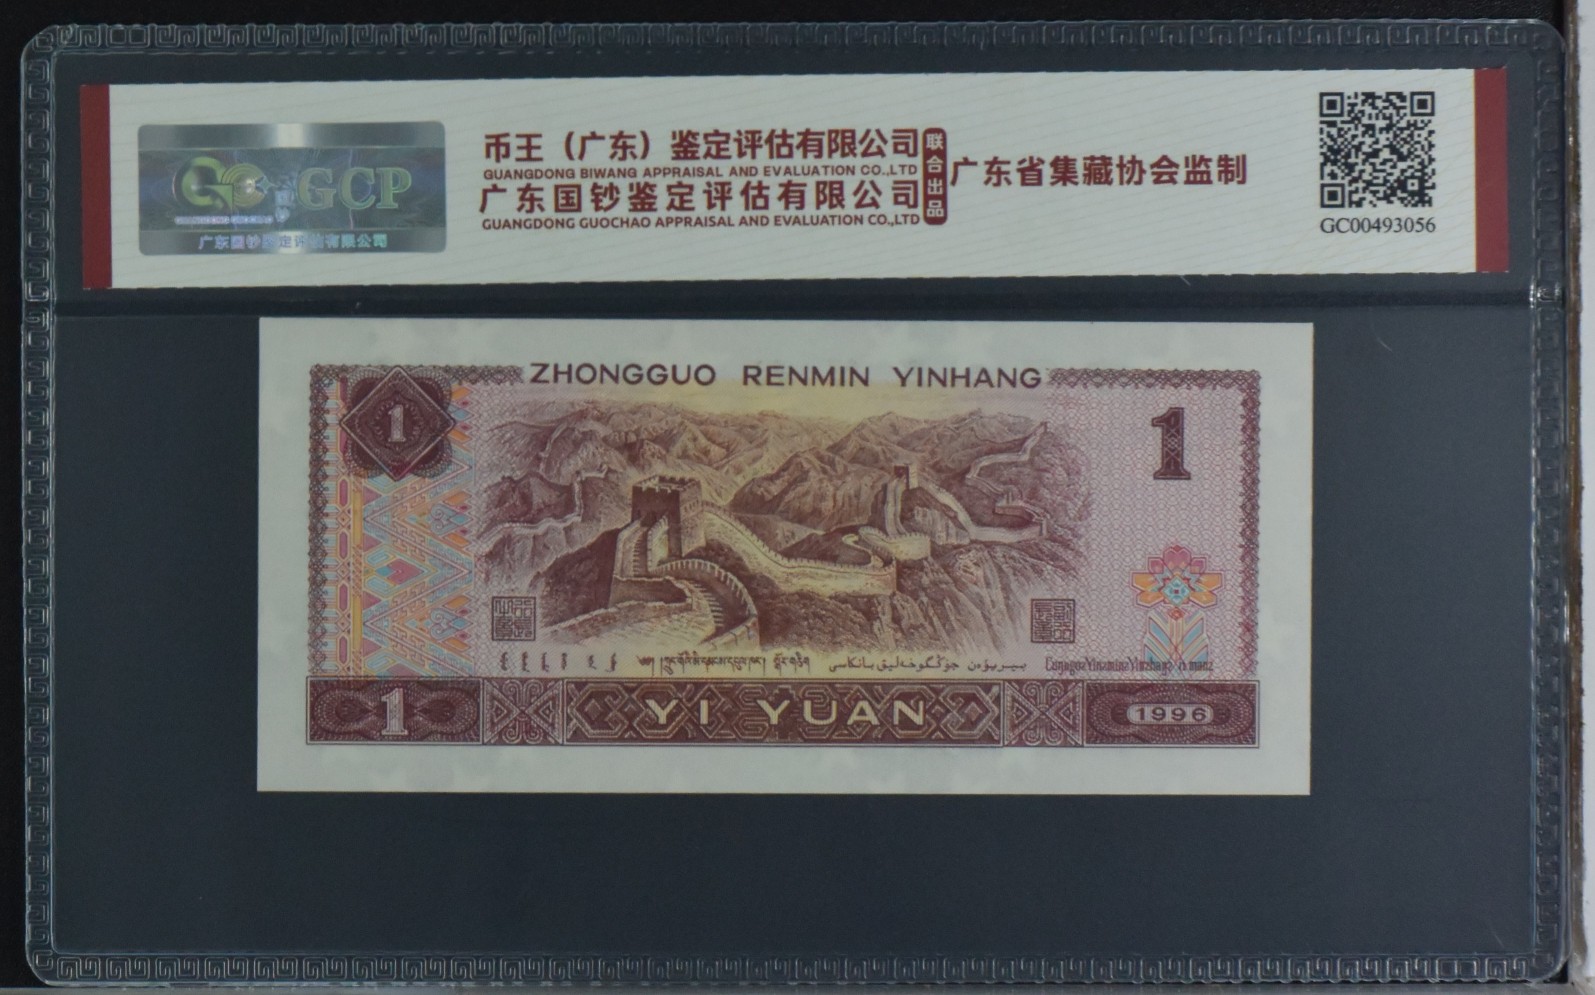 GCP
广东国钞鉴定评估有限公司
币王（广东）鉴定评估有限公司
GUANGDONG BIWANG APPRAISAL AND EVALUATION CO.,LTD
广东国钞鉴定评估有限公司
GUANGDONG GUOCHAO APPRAISAL AND EVALUATION CO.,LTD
联合出品
广东省集藏协会监制
GC00493056
ZHONGGUO RENMIN YINHANG
1
1
1
YI YUAN
1996